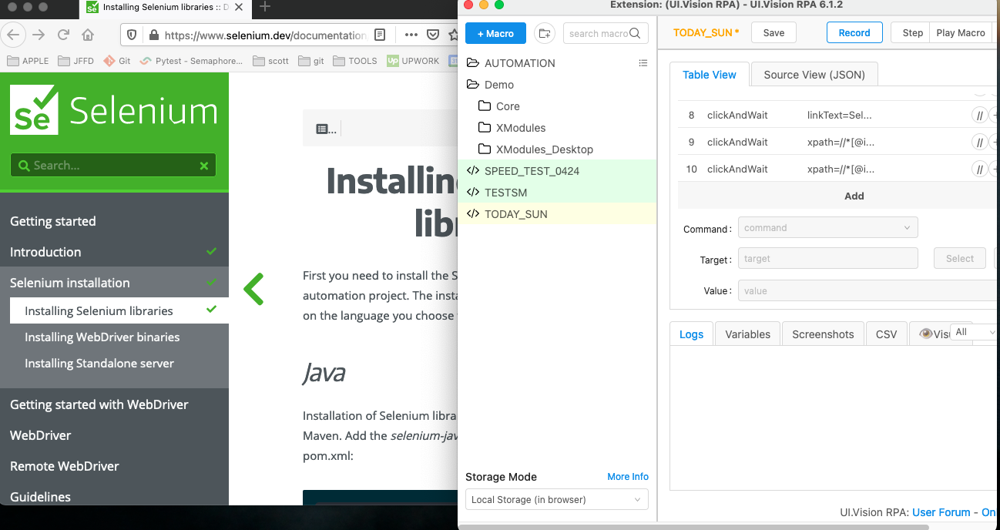 Installing Selenium libraries :: D
https://www.selenium.dev/documentation
APPLE
JFFD
Git
Pytest - Semaphore...
scott
git
TOOLS
Up
UPWORK
Se
Selenium
Search...
Getting started
Introduction
Selenium installation
Installing Selenium libraries
Installing WebDriver binaries
Installing Standalone server
Getting started with WebDriver
WebDriver
Remote WebDriver
Guidelines
...
Installin
libr
First you need to install the S
automation project. The insta
on the language you choose
Java
Installation of Selenium libra
Maven. Add the selenium-jav
pom.xml:
Extension: (UI.Vision RPA) - UI.Vision RPA 6.1.2
+ Macro
search macro
AUTOMATION
Demo
Core
XModules
XModules_Desktop
SPEED_TEST_0424
TESTSM
TODAY_SUN
Storage Mode
More Info
Local Storage (in browser)
TODAY_SUN *
Save
Record
Step
Play Macro
Table View
Source View (JSON)
8 clickAndWait linkText=Sel... //
9 clickAndWait xpath=//*[@i... //
10 clickAndWait xpath=//*[@i... //
Add
Command: command
Target: target Select
Value: value
Logs
Variables
Screenshots
CSV
Visu
All
UI.Vision RPA: User Forum - On